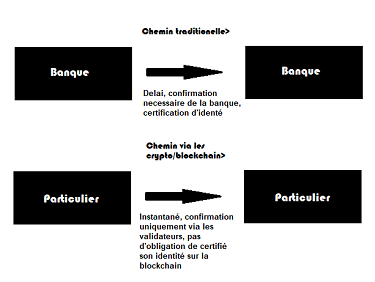 Chemin traditionelle>
Banque
Banque
Delai, confirmation
necessaire de la banque,
certification d'identé
Chemin via les
crypto/blockchain>
Particulier
Particulier
Instantané, confirmation
uniquement via les
validateurs, pas
d'obligation de certifié
son identité sur la
blockchain